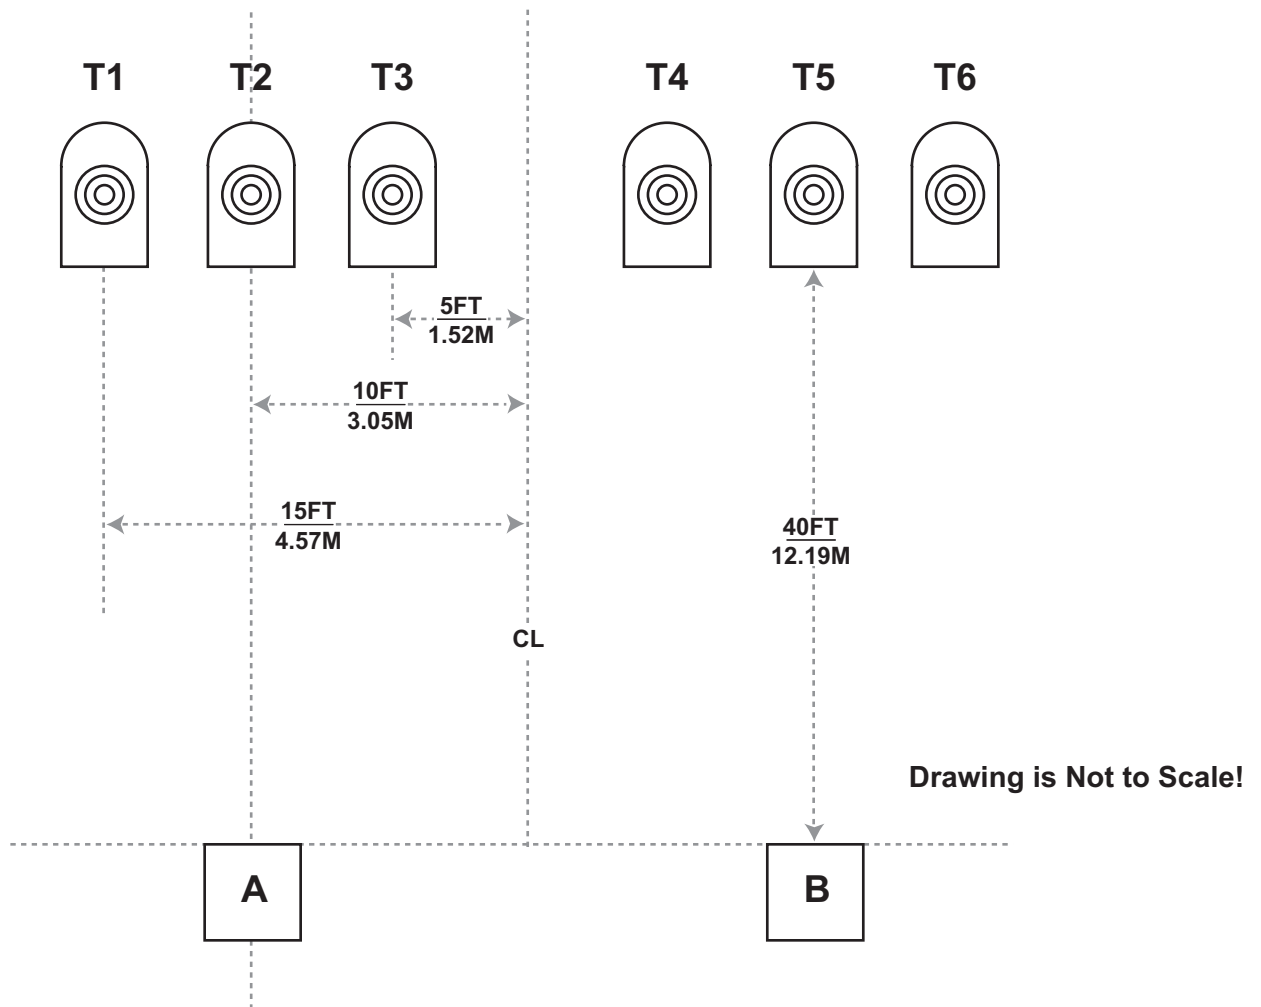 T1 T2 T3 T4 T5 T6
5FT
1.52M
10FT
3.05M
15FT
4.57M
40FT
12.19M
CL
Drawing is Not to Scale!
A B